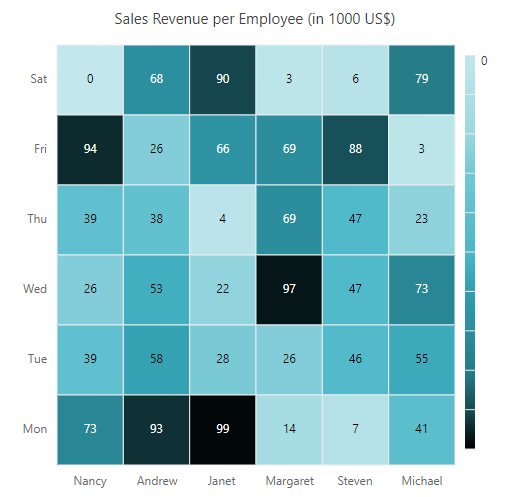 Sales Revenue per Employee (in 1000 US$)
0
Sat 0 68 90 3 6 79
Fri 94 26 66 69 88 3
Thu 39 38 4 69 47 23
Wed 26 53 22 97 47 73
Tue 39 58 28 26 46 55
Mon 73 93 99 14 7 41
Nancy Andrew Janet Margaret Steven Michael